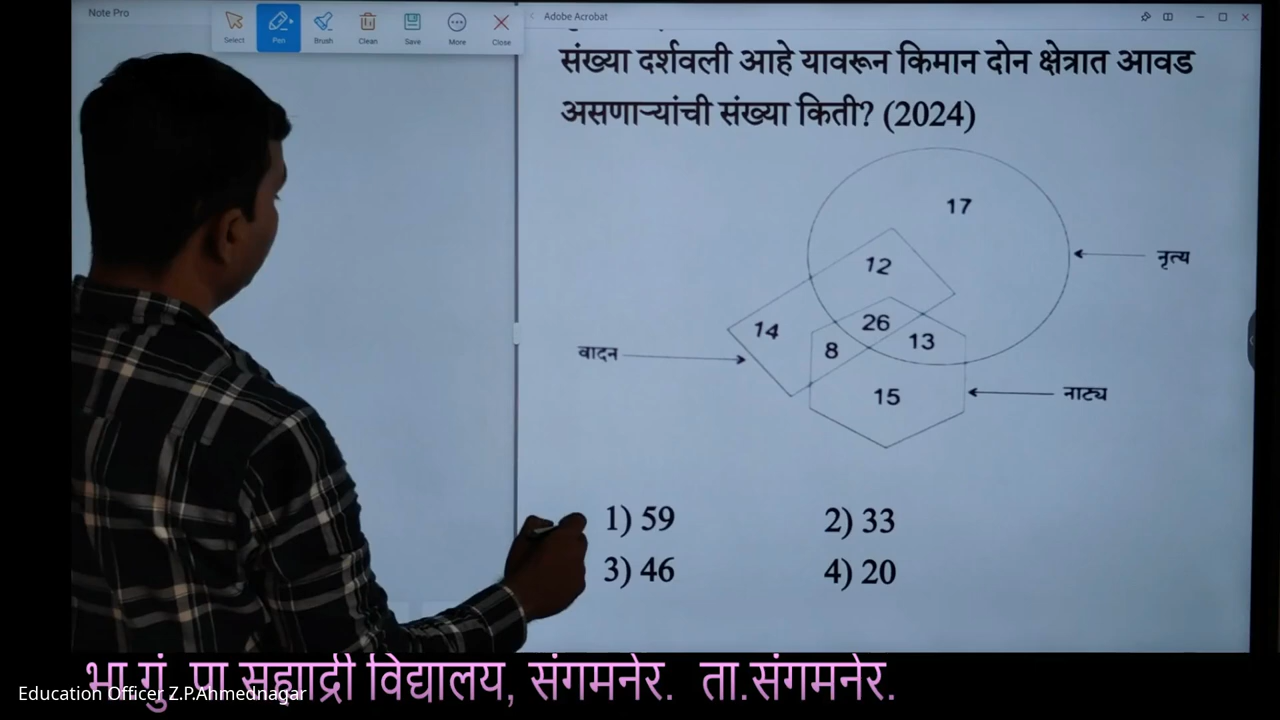 Note Pro
Select
Pen
Brush
Clean
Save
More
Close
Adobe Acrobat
संख्या दर्शवली आहे यावरून किमान दोन क्षेत्रात आवड
असणाऱ्यांची संख्या किती? (2024)
17
12
नृत्य
14
26
13
8
वादन
15
नाट्य
1) 59
2) 33
3) 46
4) 20
भा.गुं. पा सह्याद्री विद्यालय, संगमनेर. ता.संगमनेर.
Education Officer Z.P.Ahmednagar